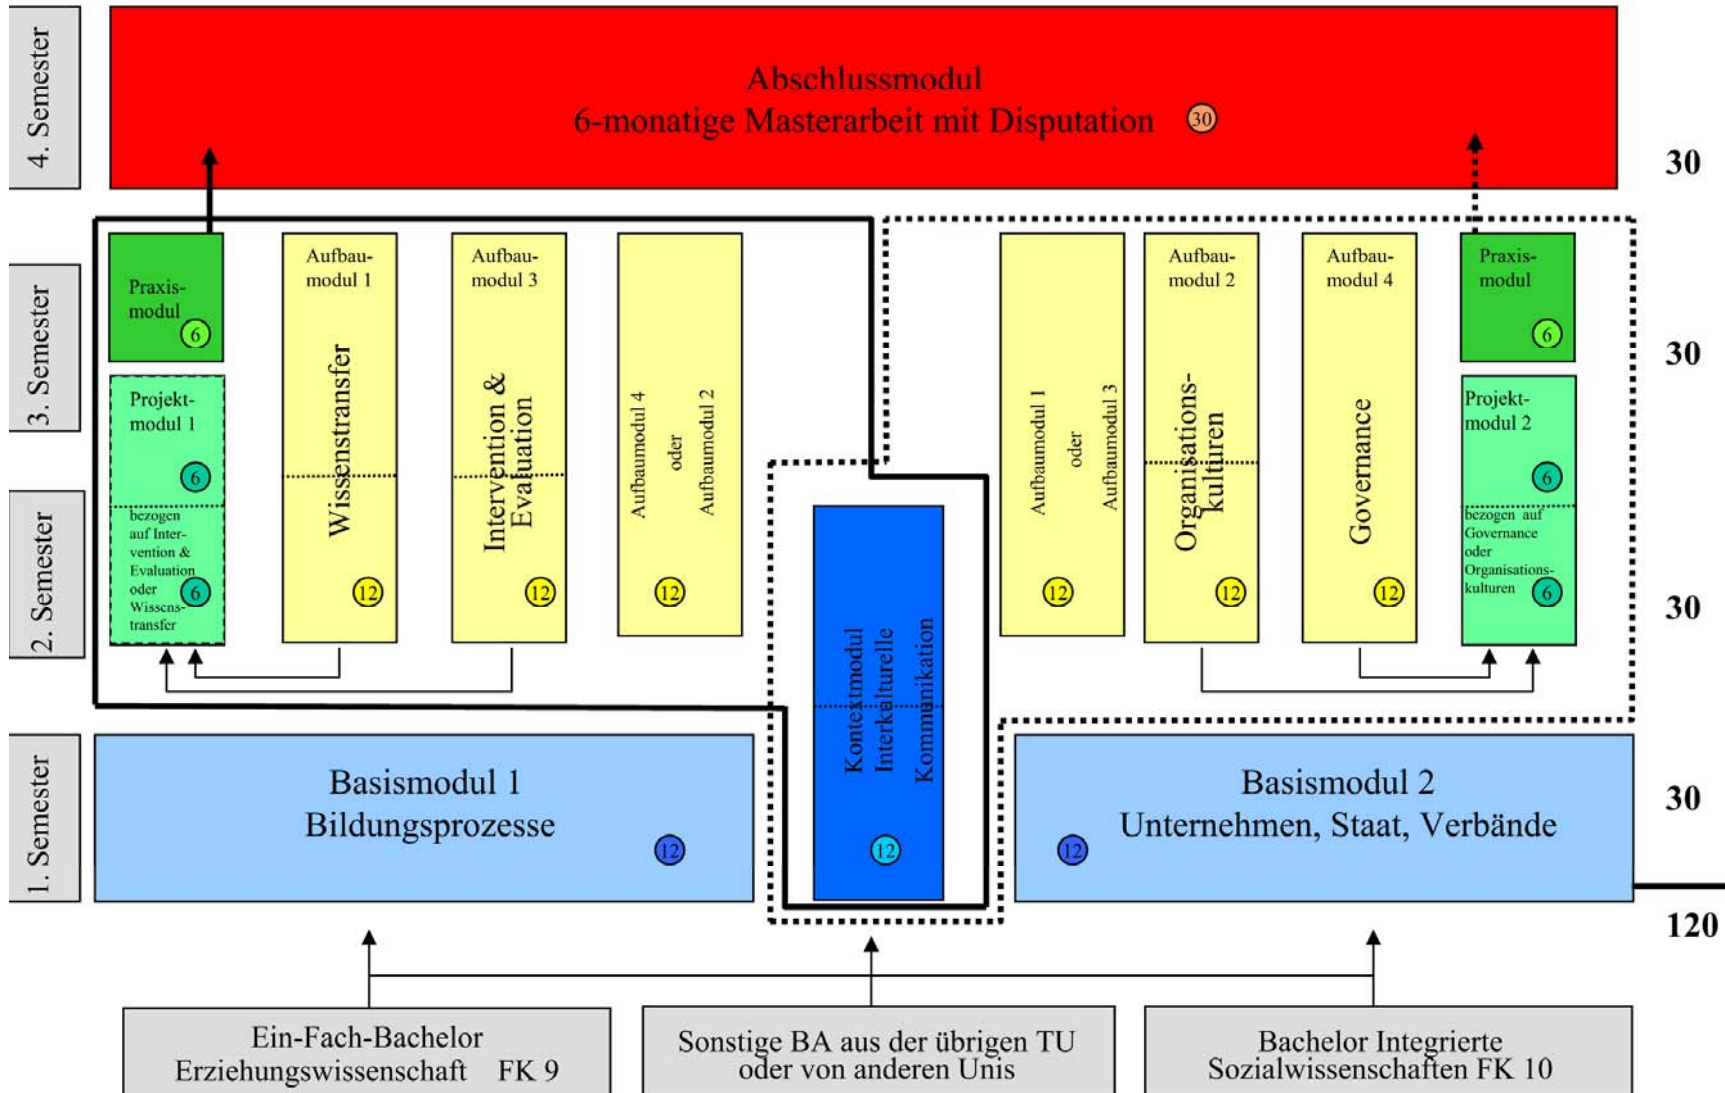 4. Semester
Abschlussmodul
6-monatige Masterarbeit mit Disputation
30
30
3. Semester
Praxis-
modul
6
Projekt-
modul 1
6
bezogen
auf Inter-
vention &
Evaluation
oder
Wissens-
transfer
6
Aufbau-
modul 1
Wissenstransfer
12
Aufbau-
modul 3
Intervention &
Evaluation
12
Aufbaumodul 4
oder
Aufbaumodul 2
12
Aufbaumodul 1
oder
Aufbaumodul 3
12
Aufbau-
modul 2
Organisations-
kulturen
12
Aufbau-
modul 4
Governance
12
Praxis-
modul
6
Projekt-
modul 2
6
bezogen auf
Governance
oder
Organisations-
kulturen
6
30
2. Semester
30
Kontextmodul
Interkulturelle
Kommunikation
12
1. Semester
Basismodul 1
Bildungsprozesse
12
Basismodul 2
Unternehmen, Staat, Verbände
12
30
120
Ein-Fach-Bachelor
Erziehungswissenschaft FK 9
Sonstige BA aus der übrigen TU
oder von anderen Unis
Bachelor Integrierte
Sozialwissenschaften FK 10